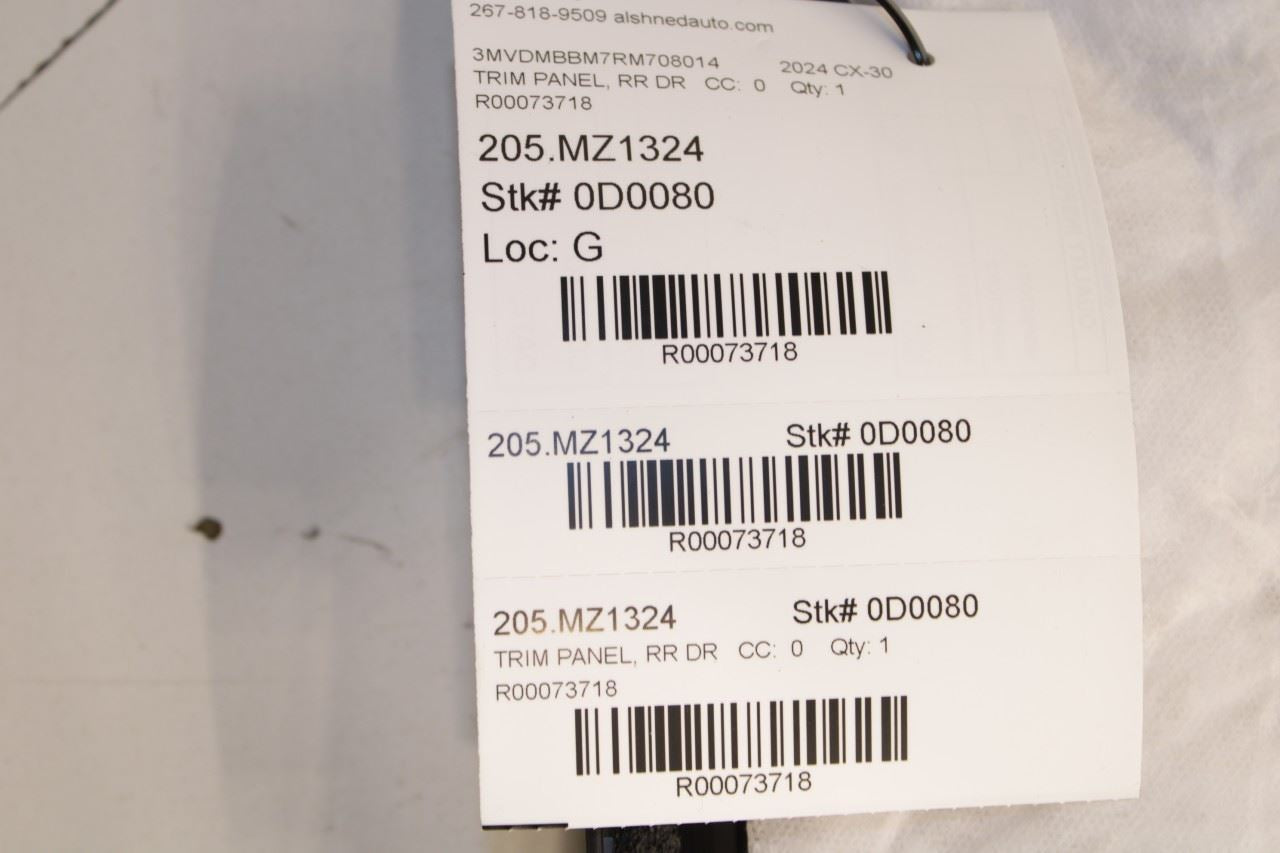 267-818-9509 alshnedauto.com
3MVDMBBM7RM708014 2024 CX-30
TRIM PANEL, RR DR CC: 0 Qty: 1
R00073718
205.MZ1324
Stk# 0D0080
Loc: G
R00073718
205.MZ1324 Stk# 0D0080
R00073718
205.MZ1324 Stk# 0D0080
TRIM PANEL, RR DR CC: 0 Qty: 1
R00073718
R00073718